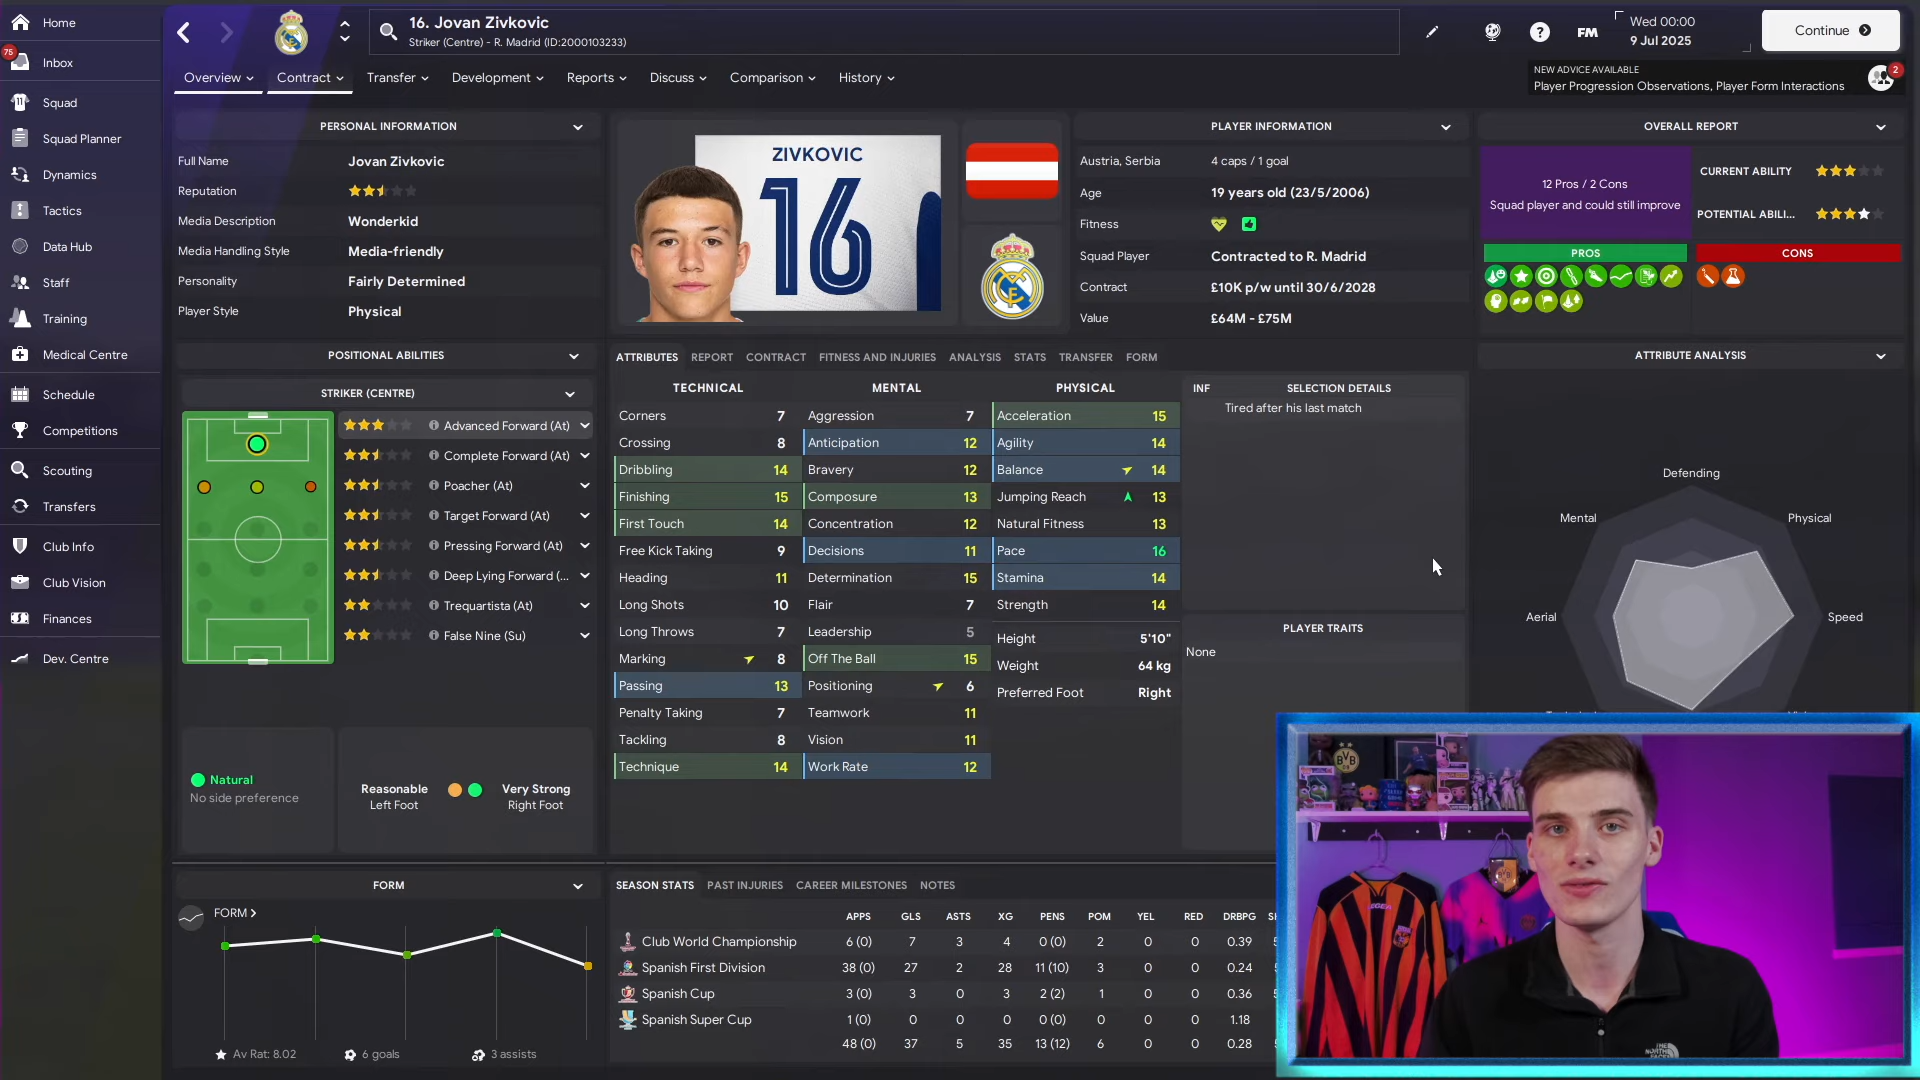 Home
75
Inbox
Squad
Squad Planner
Dynamics
Tactics
Data Hub
Staff
Training
Medical Centre
Schedule
Competitions
Scouting
Transfers
Club Info
Club Vision
Finances
Dev. Centre
16. Jovan Zivkovic
Striker (Centre) - R. Madrid (ID:2000103233)
FM
Wed 00:00
9 Jul 2025
Continue
Overview
Contract
Transfer
Development
Reports
Discuss
Comparison
History
NEW ADVICE AVAILABLE
Player Progression Observations, Player Form Interactions
2
PERSONAL INFORMATION
Full Name Jovan Zivkovic
Reputation
Media Description Wonderkid
Media Handling Style Media-friendly
Personality Fairly Determined
Player Style Physical
ZIVKOVIC
16
PLAYER INFORMATION
Austria, Serbia 4 caps / 1 goal
Age 19 years old (23/5/2006)
Fitness
Squad Player Contracted to R. Madrid
Contract £10K p/w until 30/6/2028
Value £64M - £75M
OVERALL REPORT
12 Pros / 2 Cons
Squad player and could still improve
CURRENT ABILITY
POTENTIAL ABILI...
PROS
CONS
POSITIONAL ABILITIES
STRIKER (CENTRE)
Advanced Forward (At)
Complete Forward (At)
Poacher (At)
Target Forward (At)
Pressing Forward (At)
Deep Lying Forward (...
Trequartista (At)
False Nine (Su)
Natural
No side preference
Reasonable
Left Foot
Very Strong
Right Foot
ATTRIBUTES REPORT CONTRACT FITNESS AND INJURIES ANALYSIS STATS TRANSFER FORM
TECHNICAL
Corners 7
Crossing 8
Dribbling 14
Finishing 15
First Touch 14
Free Kick Taking 9
Heading 11
Long Shots 10
Long Throws 7
Marking 8
Passing 13
Penalty Taking 7
Tackling 8
Technique 14
MENTAL
Aggression 7
Anticipation 12
Bravery 12
Composure 13
Concentration 12
Decisions 11
Determination 15
Flair 7
Leadership 5
Off The Ball 15
Positioning 6
Teamwork 11
Vision 11
Work Rate 12
PHYSICAL
Acceleration 15
Agility 14
Balance 14
Jumping Reach 13
Natural Fitness 13
Pace 16
Stamina 14
Strength 14
Height 5'10"
Weight 64 kg
Preferred Foot Right
INF SELECTION DETAILS
Tired after his last match
PLAYER TRAITS
None
ATTRIBUTE ANALYSIS
Defending
Mental
Physical
Aerial
Speed
FORM
FORM
Av Rat: 8.02
6 goals
3 assists
SEASON STATS PAST INJURIES CAREER MILESTONES NOTES
APPS GLS ASTS XG PENS POM YEL RED DRBPG
Club World Championship 6 (0) 7 3 4 0 (0) 2 0 0 0.39
Spanish First Division 38 (0) 27 2 28 11 (10) 3 0 0 0.24
Spanish Cup 3 (0) 3 0 3 2 (2) 1 0 0 0.36
Spanish Super Cup 1 (0) 0 0 0 0 (0) 0 0 0 1.18
48 (0) 37 5 35 13 (12) 6 0 0 0.28
BVB
THE
NORTH
FACE